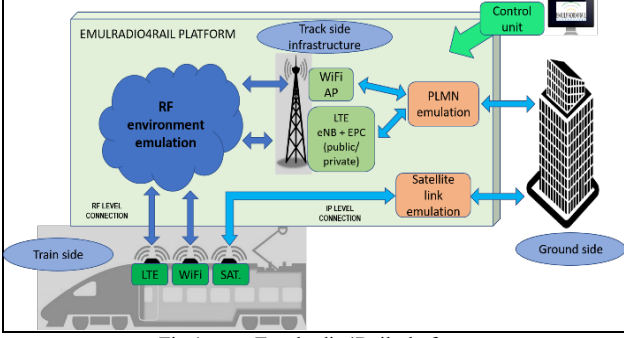 EMULRADIO4RAIL PLATFORM
Track side
infrastructure
Control
unit
EMULRADIO4RAIL
RF
environment
emulation
WiFi
AP
LTE
eNB + EPC
(public/
private)
PLMN
emulation
Satellite
link
emulation
RF LEVEL
CONNECTION
IP LEVEL
CONNECTION
Train side
LTE
WiFi
SAT.
Ground side